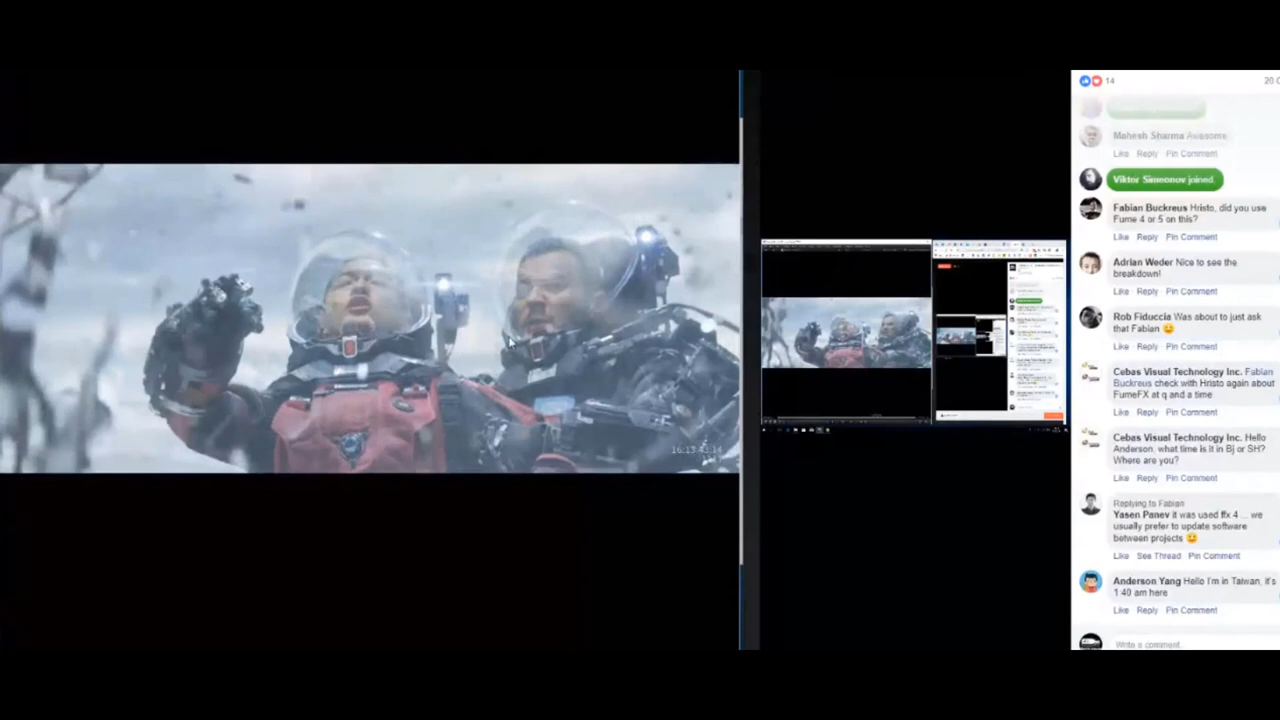 14
Mahesh Sharma Awesome
Like Reply Pin Comment
Viktor Simeonov joined.
Fabian Buckreus Hristo, did you use
Fume 4 or 5 on this?
Like Reply Pin Comment
Adrian Weder Nice to see the
breakdown!
Like Reply Pin Comment
Rob Fiduccia Was about to just ask
that Fabian 🙂
Like Reply Pin Comment
Cebas Visual Technology Inc. Fabian
Buckreus check with Hristo again about
FumeFX at q and a time
Like Reply Pin Comment
Cebas Visual Technology Inc. Hello
Anderson, what time is it in Bj or SH?
Where are you?
Like Reply Pin Comment
Replying to Fabian
Yasen Panev it was used ffx 4 ... we
usually prefer to update software
between projects 🙂
Like See Thread Pin Comment
Anderson Yang Hello I'm in Taiwan, it's
1:40 am here
Like Reply Pin Comment
Write a comment
16:13:43:14